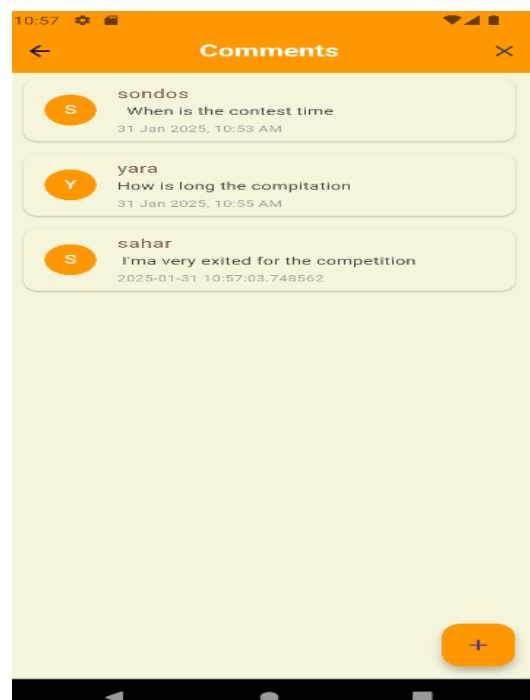 10:57
Comments
S
sondos
When is the contest time
31 Jan 2025, 10:53 AM
Y
yara
How is long the compitation
31 Jan 2025, 10:55 AM
S
sahar
I'ma very exited for the competition
2025-01-31 10:57:03.748562